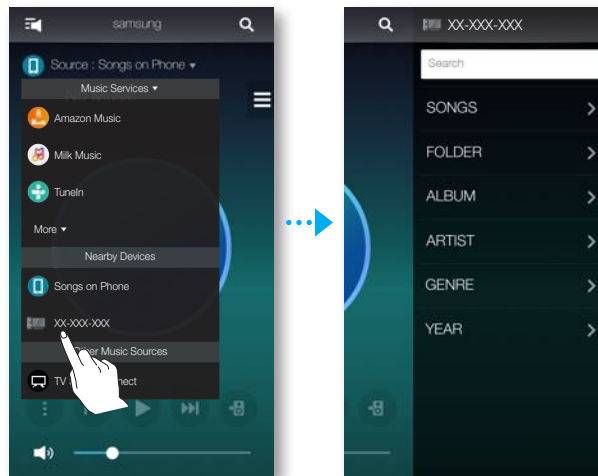 samsung
Source : Songs on Phone
Music Services
Amazon Music
Milk Music
TuneIn
More
Nearby Devices
Songs on Phone
XX-XXX-XXX
Other Music Sources
TV
XX-XXX-XXX
Search
SONGS
FOLDER
ALBUM
ARTIST
GENRE
YEAR